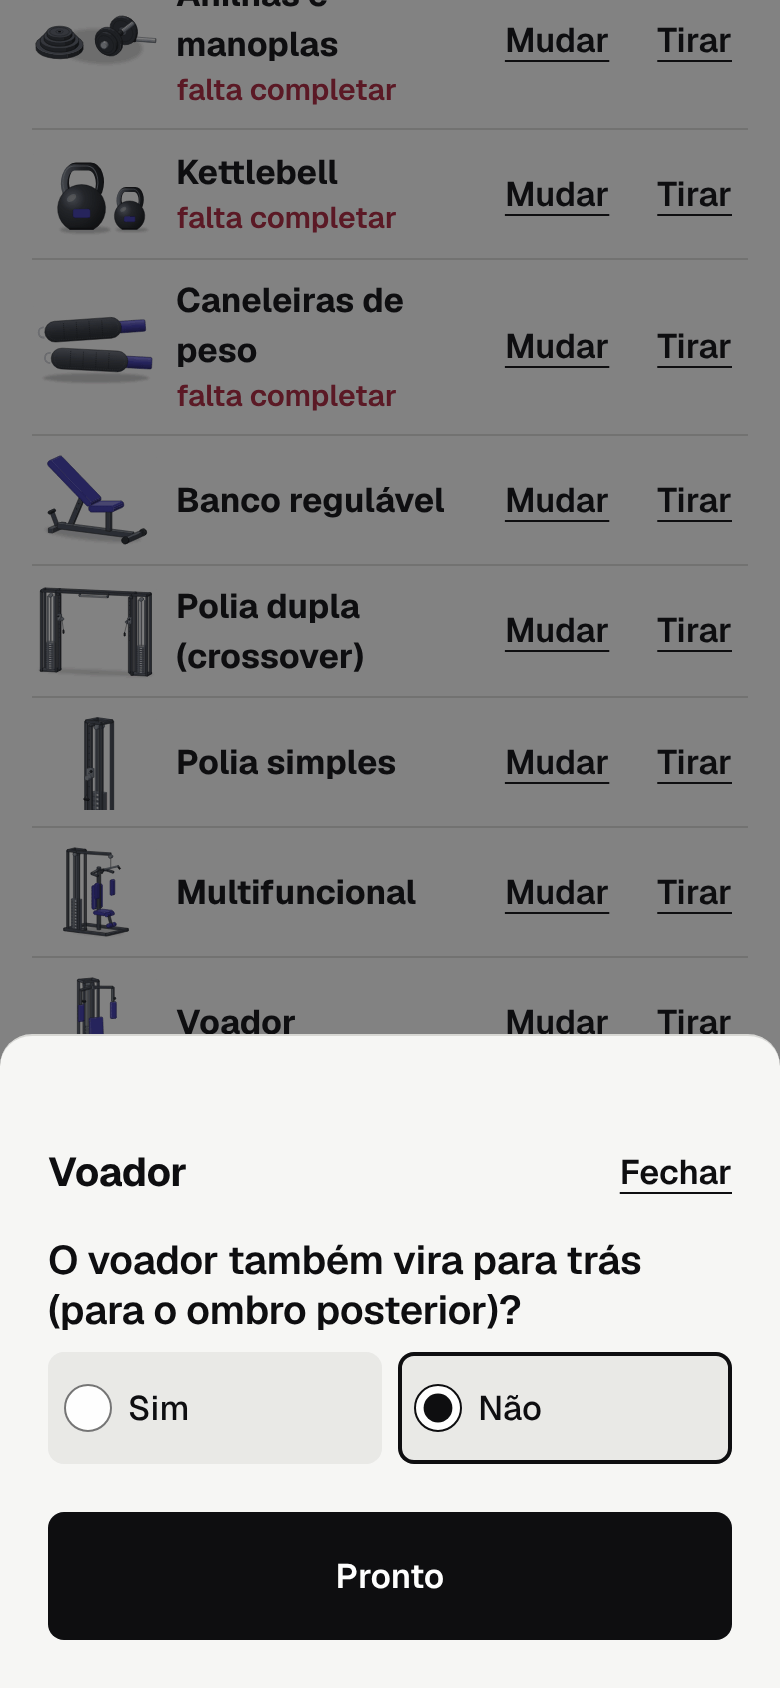 Anilhas e
manoplas
falta completar
Mudar
Tirar
Kettlebell
falta completar
Mudar
Tirar
Caneleiras de
peso
falta completar
Mudar
Tirar
Banco regulável
Mudar
Tirar
Polia dupla
(crossover)
Mudar
Tirar
Polia simples
Mudar
Tirar
Multifuncional
Mudar
Tirar
Voador
Mudar
Tirar
Voador
Fechar
O voador também vira para trás
(para o ombro posterior)?
Sim
Não
Pronto